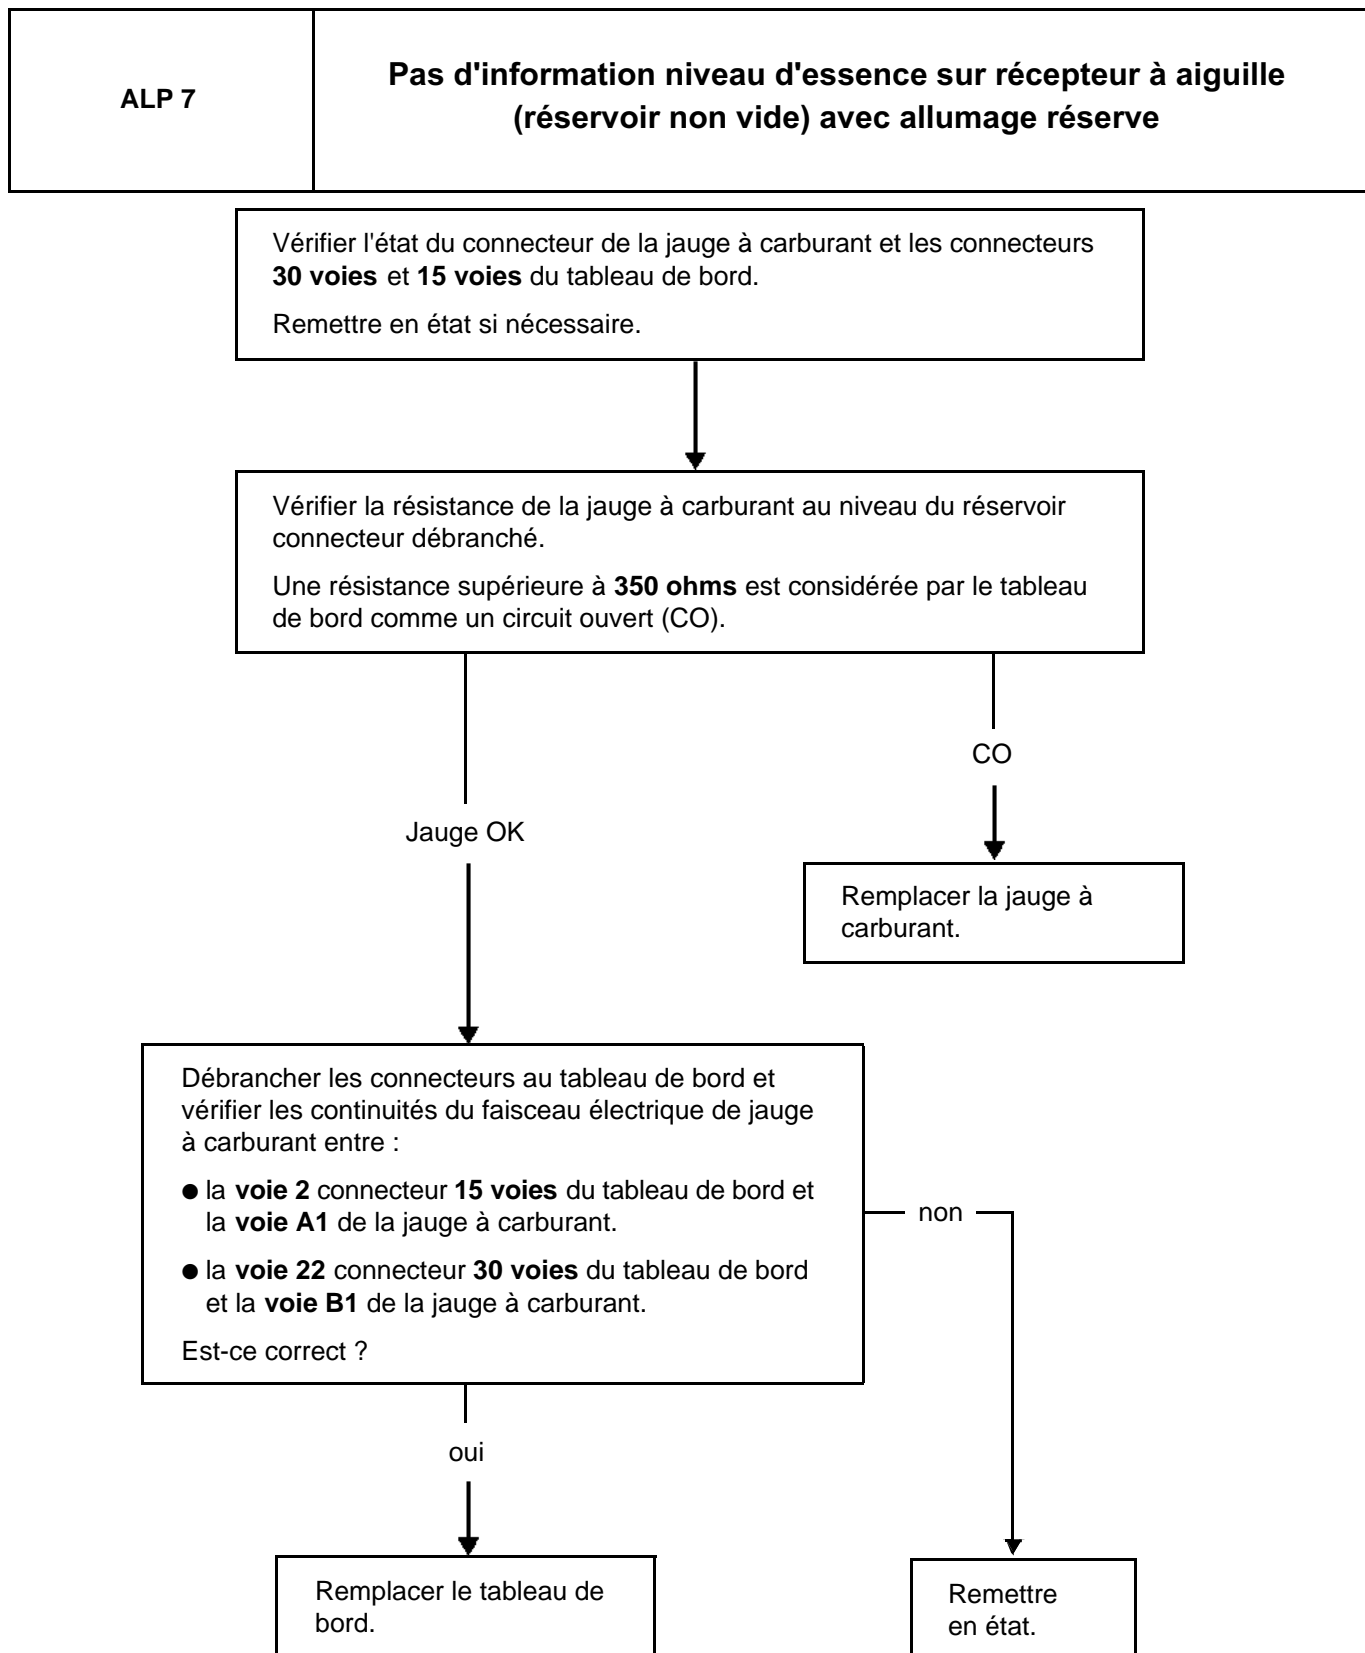 ALP 7
Pas d'information niveau d'essence sur récepteur à aiguille
(réservoir non vide) avec allumage réserve
Vérifier l'état du connecteur de la jauge à carburant et les connecteurs
30 voies et 15 voies du tableau de bord.
Remettre en état si nécessaire.
Vérifier la résistance de la jauge à carburant au niveau du réservoir
connecteur débranché.
Une résistance supérieure à 350 ohms est considérée par le tableau
de bord comme un circuit ouvert (CO).
CO
Jauge OK
Remplacer la jauge à
carburant.
Débrancher les connecteurs au tableau de bord et
vérifier les continuités du faisceau électrique de jauge
à carburant entre :
● la voie 2 connecteur 15 voies du tableau de bord et
la voie A1 de la jauge à carburant.
● la voie 22 connecteur 30 voies du tableau de bord
et la voie B1 de la jauge à carburant.
Est-ce correct ?
non
oui
Remplacer le tableau de
bord.
Remettre
en état.